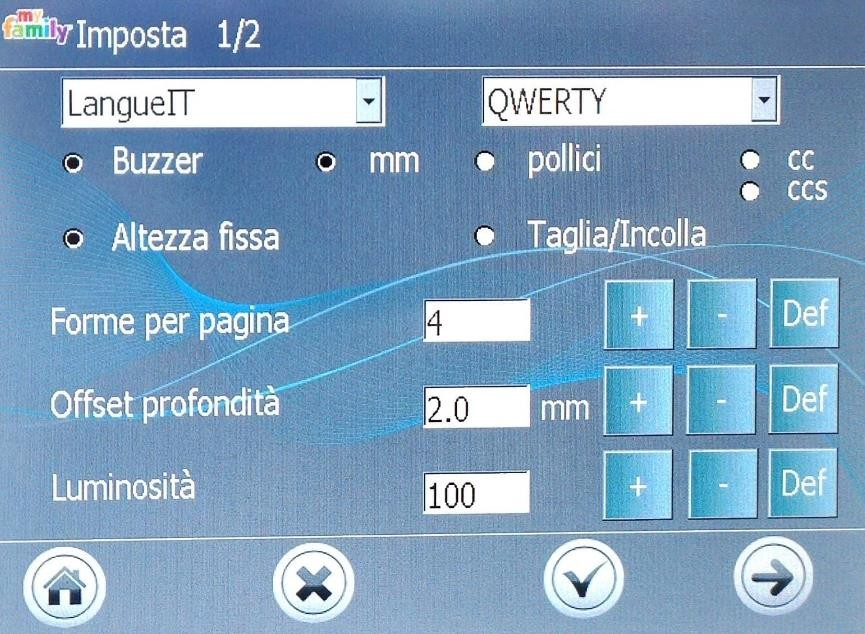 my
family
Imposta 1/2
LangueIT QWERTY
Buzzer mm pollici cc
ccs
Altezza fissa Taglia/Incolla
Forme per pagina 4 + - Def
Offset profondità 2.0 mm + - Def
Luminosità 100 + - Def